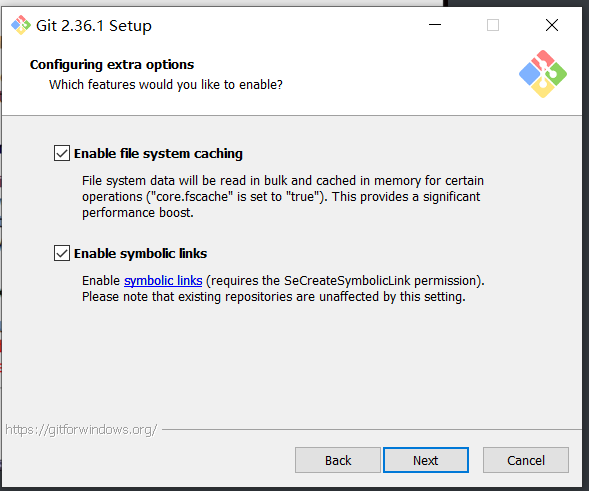 Git 2.36.1 Setup
Configuring extra options
Which features would you like to enable?
Enable file system caching
File system data will be read in bulk and cached in memory for certain
operations ("core.fscache" is set to "true"). This provides a significant
performance boost.
Enable symbolic links
Enable symbolic links (requires the SeCreateSymbolicLink permission).
Please note that existing repositories are unaffected by this setting.
https://gitforwindows.org/
Back
Next
Cancel